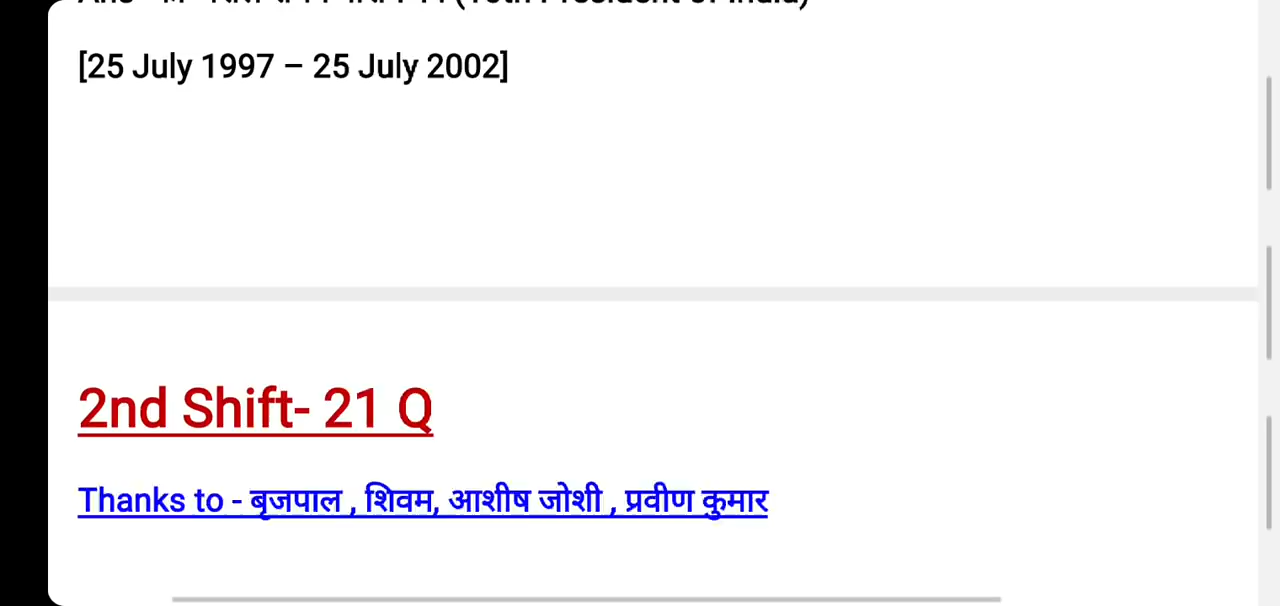 [25 July 1997 – 25 July 2002]
2nd Shift- 21 Q
Thanks to - बृजपाल , शिवम, आशीष जोशी , प्रवीण कुमार